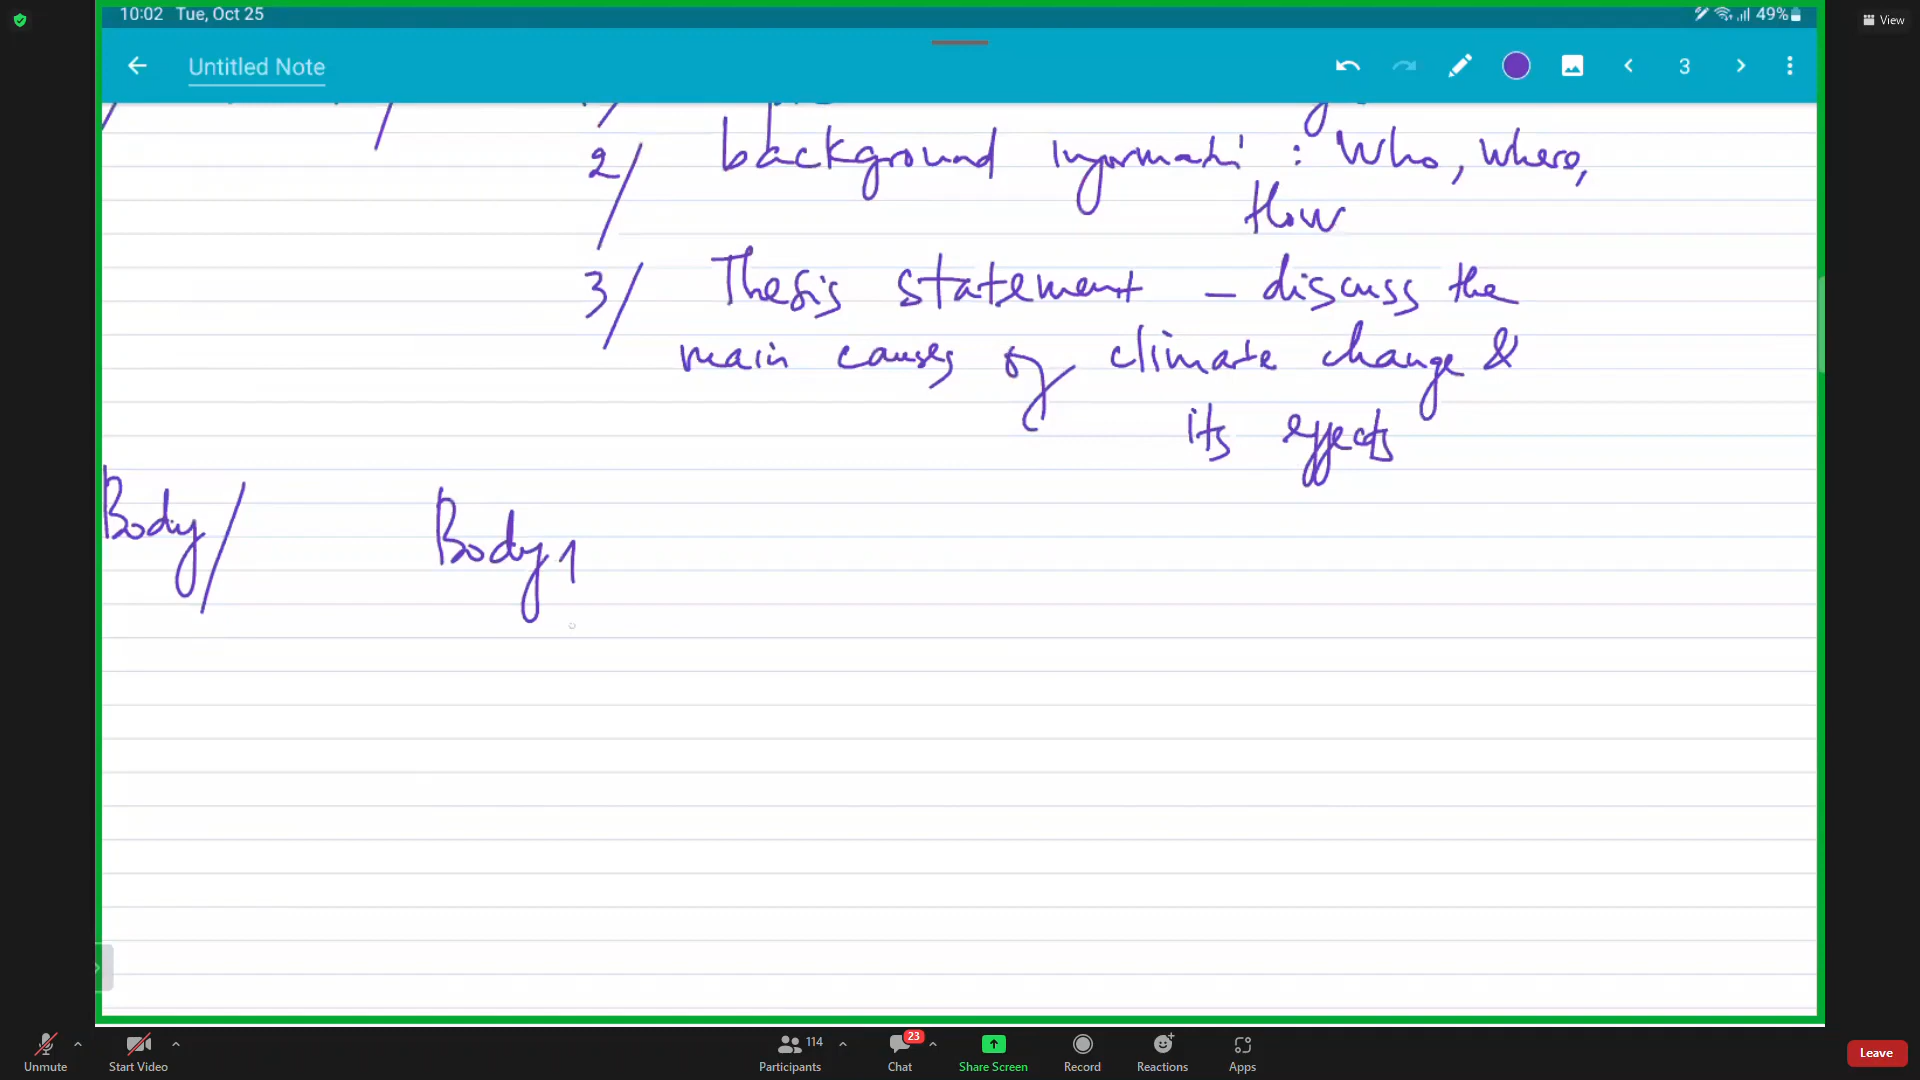 10:02 Tue, Oct 25 49%
View
Untitled Note 3
2/ background : Who, where,
How
3/ Thesis statement – discuss the
main causes of climate change &
its effects
Body/ Body 1
Unmute
Start Video
114
Participants
23
Chat
Share Screen
Record
Reactions
Apps
Leave